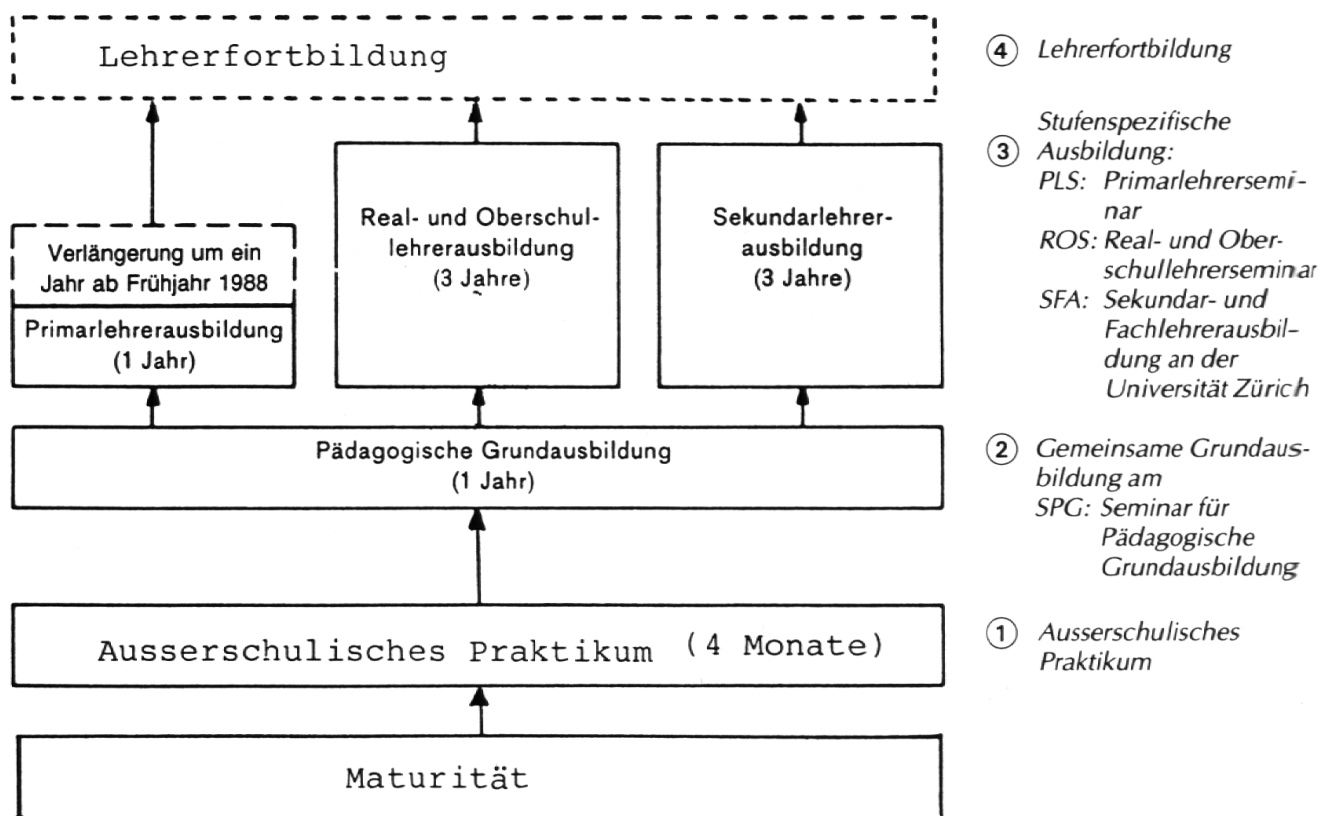 Lehrerfortbildung
Verlängerung um ein
Jahr ab Frühjahr 1988
Primarlehrerausbildung
(1 Jahr)
Real- und Oberschul-
lehrerausbildung
(3 Jahre)
Sekundarlehrer-
ausbildung
(3 Jahre)
Pädagogische Grundausbildung
(1 Jahr)
Ausserschulisches Praktikum (4 Monate)
Maturität
4 Lehrerfortbildung
Stufenspezifische
3 Ausbildung:
PLS: Primarlehrersemi-
nar
ROS: Real- und Ober-
schullehrerseminar
SFA: Sekundar- und
Fachlehrerausbil-
dung an der
Universität Zürich
2 Gemeinsame Grundaus-
bildung am
SPG: Seminar für
Pädagogische
Grundausbildung
1 Ausserschulisches
Praktikum